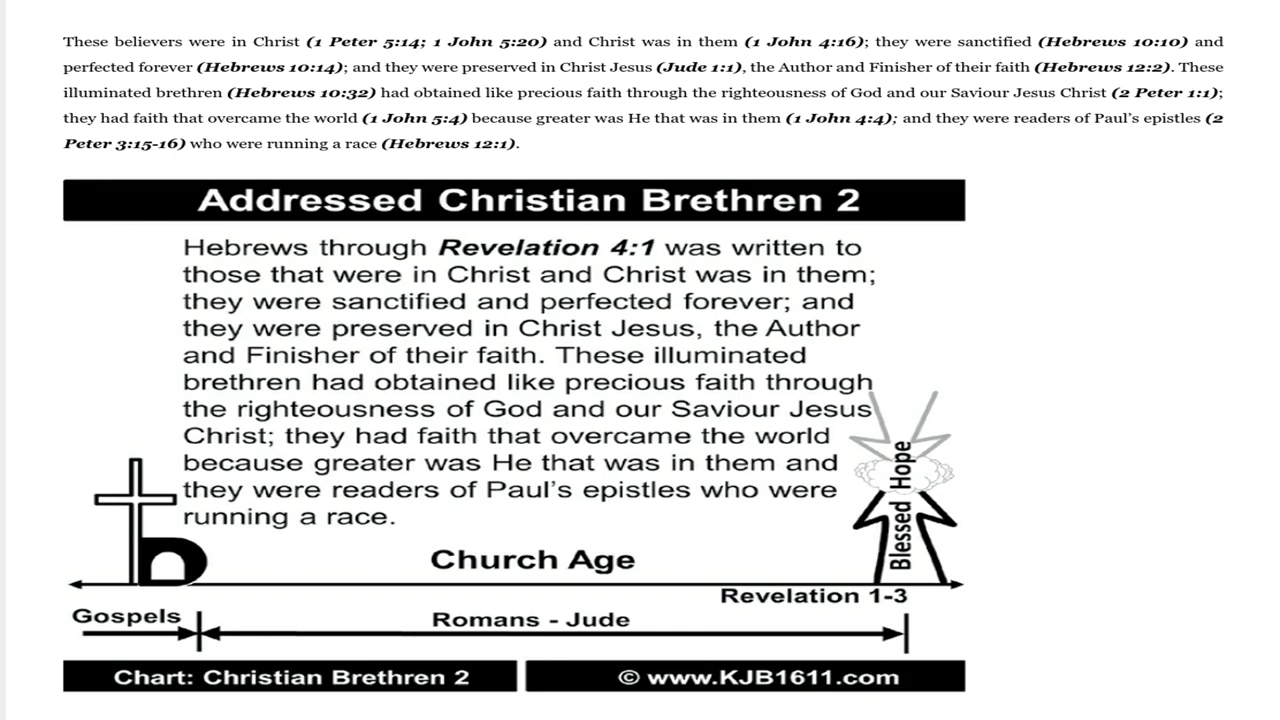 These believers were in Christ (1 Peter 5:14; 1 John 5:20) and Christ was in them (1 John 4:16); they were sanctified (Hebrews 10:10) and
perfected forever (Hebrews 10:14); and they were preserved in Christ Jesus (Jude 1:1), the Author and Finisher of their faith (Hebrews 12:2). These
illuminated brethren (Hebrews 10:32) had obtained like precious faith through the righteousness of God and our Saviour Jesus Christ (2 Peter 1:1);
they had faith that overcame the world (1 John 5:4) because greater was He that was in them (1 John 4:4); and they were readers of Paul's epistles (2
Peter 3:15-16) who were running a race (Hebrews 12:1).
Addressed Christian Brethren 2
Hebrews through Revelation 4:1 was written to
those that were in Christ and Christ was in them;
they were sanctified and perfected forever; and
they were preserved in Christ Jesus, the Author
and Finisher of their faith. These illuminated
brethren had obtained like precious faith through
the righteousness of God and our Saviour Jesus
Christ; they had faith that overcame the world
because greater was He that was in them and
they were readers of Paul's epistles who were
running a race.
Blessed Hope
Church Age
Revelation 1-3
Gospels
Romans - Jude
Chart: Christian Brethren 2
© www.KJB1611.com